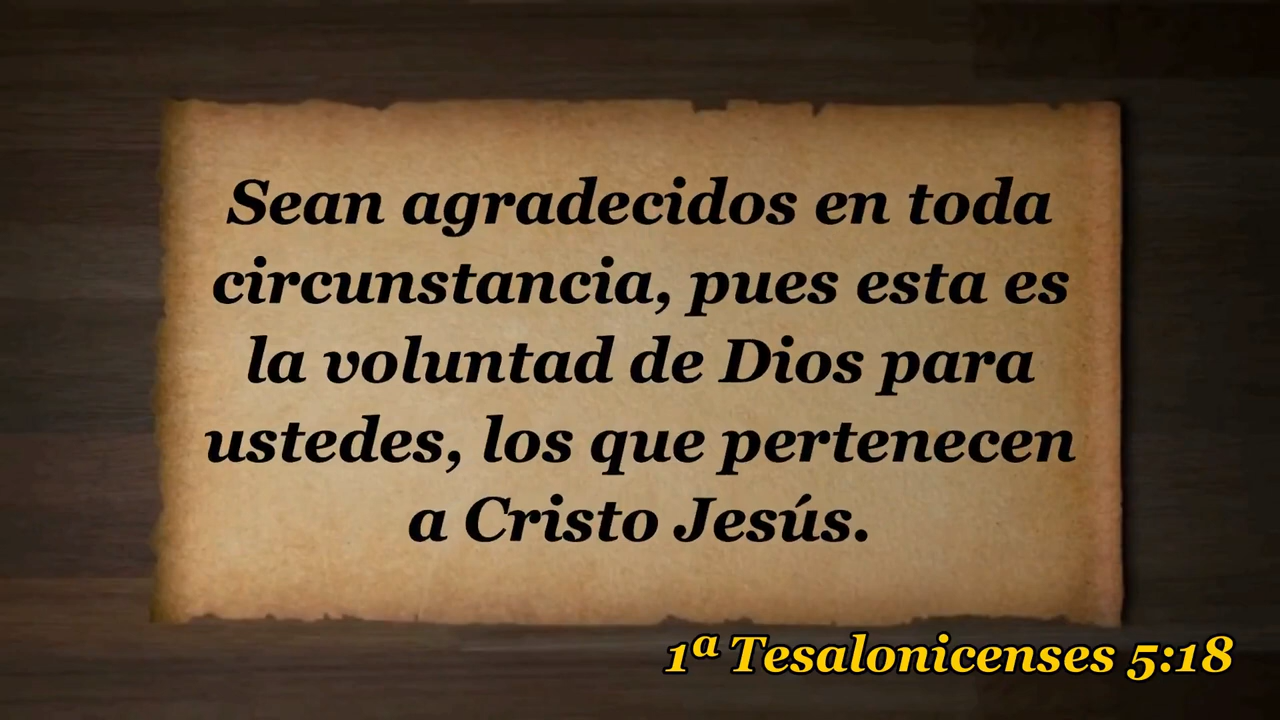 Sean agradecidos en toda
circunstancia, pues esta es
la voluntad de Dios para
ustedes, los que pertenecen
a Cristo Jesús.
1ª Tesalonicenses 5:18